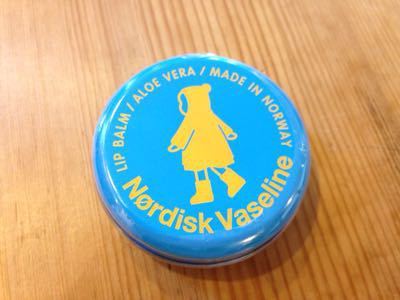 LIP BALM / ALOE VERA / MADE IN NORWAY
Nørdisk Vaseline